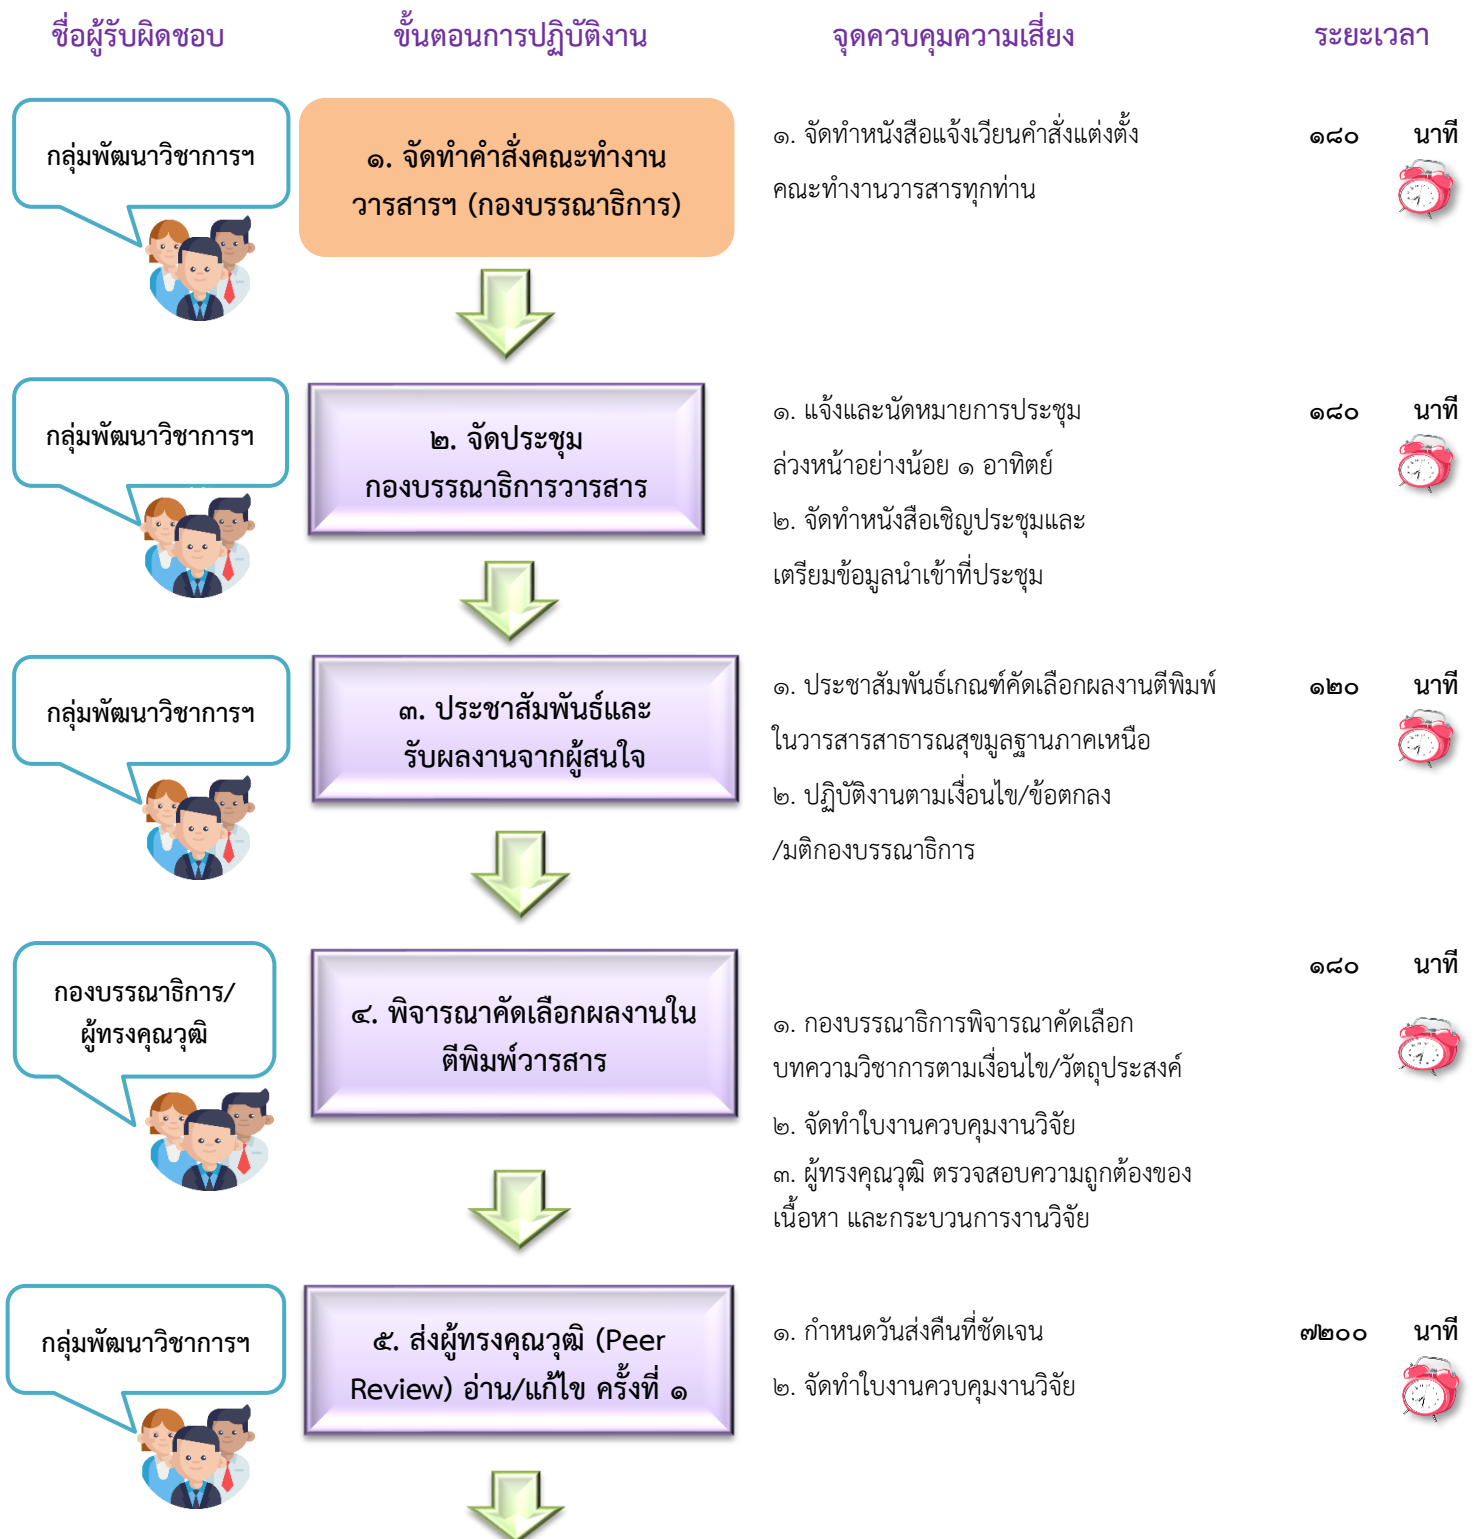 ชื่อผู้รับผิดชอบ
ขั้นตอนการปฏิบัติงาน
จุดควบคุมความเสี่ยง
ระยะเวลา
กลุ่มพัฒนาวิชาการฯ
๑. จัดทำคำสั่งคณะทำงาน
วารสารฯ (กองบรรณาธิการ)
๑. จัดทำหนังสือแจ้งเวียนคำสั่งแต่งตั้ง
คณะทำงานวารสารทุกท่าน
๑๘๐ นาที
กลุ่มพัฒนาวิชาการฯ
๒. จัดประชุม
กองบรรณาธิการวารสาร
๑. แจ้งและนัดหมายการประชุม
ล่วงหน้าอย่างน้อย ๑ อาทิตย์
๒. จัดทำหนังสือเชิญประชุมและ
เตรียมข้อมูลนำเข้าที่ประชุม
๑๘๐ นาที
กลุ่มพัฒนาวิชาการฯ
๓. ประชาสัมพันธ์และ
รับผลงานจากผู้สนใจ
๑. ประชาสัมพันธ์เกณฑ์คัดเลือกผลงานตีพิมพ์
ในวารสารสาธารณสุขมูลฐานภาคเหนือ
๒. ปฏิบัติงานตามเงื่อนไข/ข้อตกลง
/มติกองบรรณาธิการ
๑๒๐ นาที
กองบรรณาธิการ/
ผู้ทรงคุณวุฒิ
๔. พิจารณาคัดเลือกผลงานใน
ตีพิมพ์วารสาร
๑. กองบรรณาธิการพิจารณาคัดเลือก
บทความวิชาการตามเงื่อนไข/วัตถุประสงค์
๒. จัดทำใบงานควบคุมงานวิจัย
๓. ผู้ทรงคุณวุฒิ ตรวจสอบความถูกต้องของ
เนื้อหา และกระบวนการงานวิจัย
๑๘๐ นาที
กลุ่มพัฒนาวิชาการฯ
๕. ส่งผู้ทรงคุณวุฒิ (Peer
Review) อ่าน/แก้ไข ครั้งที่ ๑
๑. กำหนดวันส่งคืนที่ชัดเจน
๒. จัดทำใบงานควบคุมงานวิจัย
๗๒๐๐ นาที